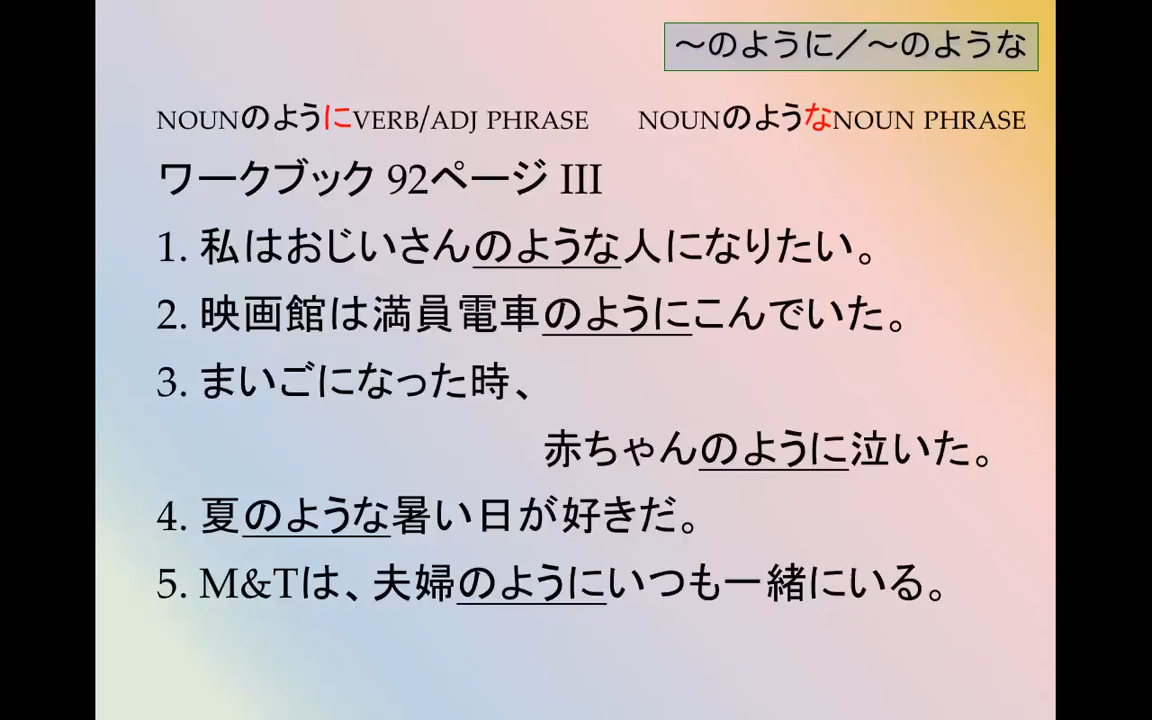 ～のように／～のような
NOUNのようにVERB/ADJ PHRASE NOUNのようなNOUN PHRASE
ワークブック 92ページ III
1. 私はおじいさんのような人になりたい。
2. 映画館は満員電車のようにこんでいた。
3. まいごになった時、
赤ちゃんのように泣いた。
4. 夏のような暑い日が好きだ。
5. M&Tは、夫婦のようにいつも一緒にいる。